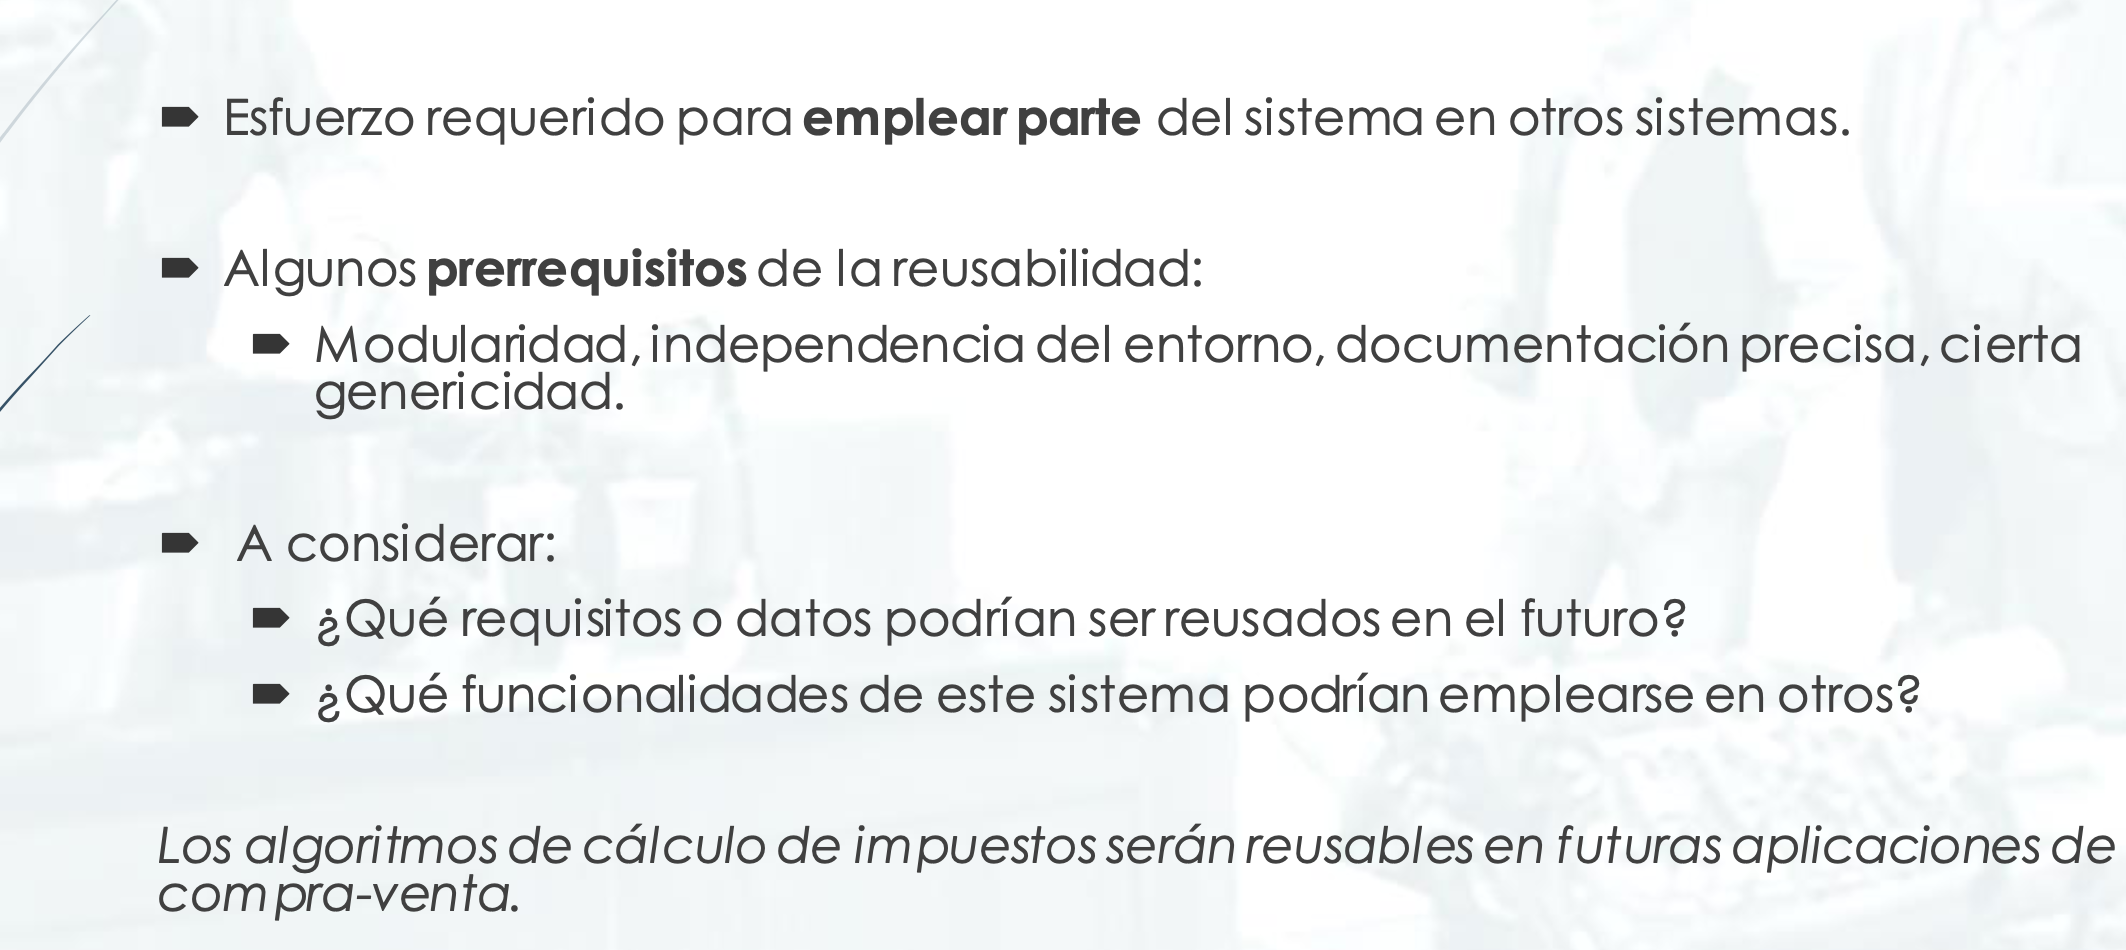 Esfuerzo requerido para emplear parte del sistema en otros sistemas.
Algunos prerrequisitos de la reusabilidad:
Modularidad, independencia del entorno, documentación precisa, cierta
genericidad.
A considerar:
¿Qué requisitos o datos podrían ser reusados en el futuro?
¿Qué funcionalidades de este sistema podrían emplearse en otros?
Los algoritmos de cálculo de impuestos serán reusables en futuras aplicaciones de
compra-venta.